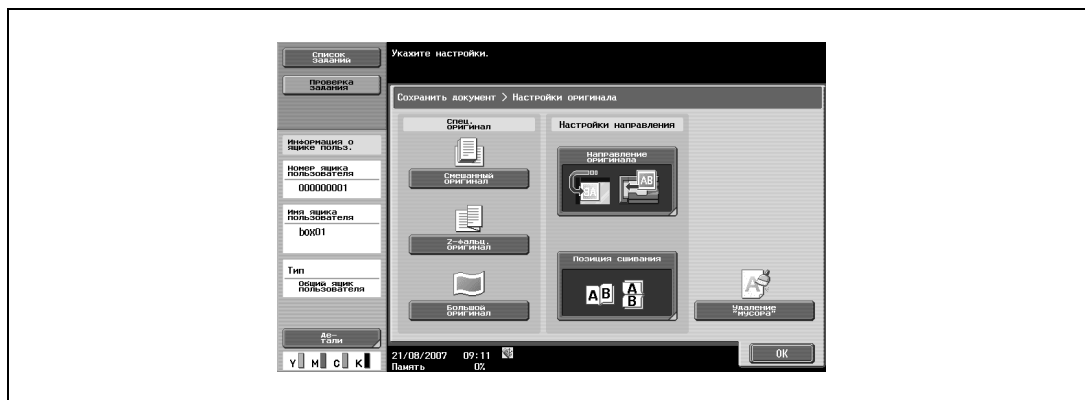 Список
заданий
Проверка
задания
Информация о
ящике польз.
Номер ящика
пользователя
000000001
Имя ящика
пользователя
box01
Тип
Общий ящик
пользователя
Де-
тали
Y M C K
Укажите настройки.
Сохранить документ > Настройки оригинала
Спец.
оригинал
Смешанный
оригинал
Z-фальц.
оригинал
Большой
оригинал
Настройки направления
Направление
оригинала
AB
AB
Позиция сшивания
A B
A
B
A
Удаление
"мусора"
21/08/2007 09:11
Память 0%
OK